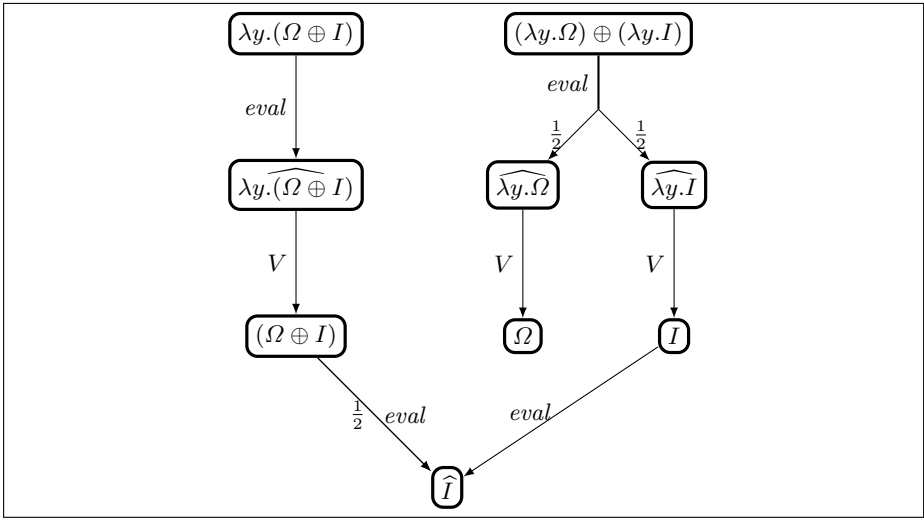 λy.(Ω ⊕ I) (λy.Ω) ⊕ (λy.I)
eval eval
1/2 1/2
λy.(Ω ⊕ I)^ λy.Ω^ λy.I^
V V V
(Ω ⊕ I) Ω I
1/2 eval eval
Î